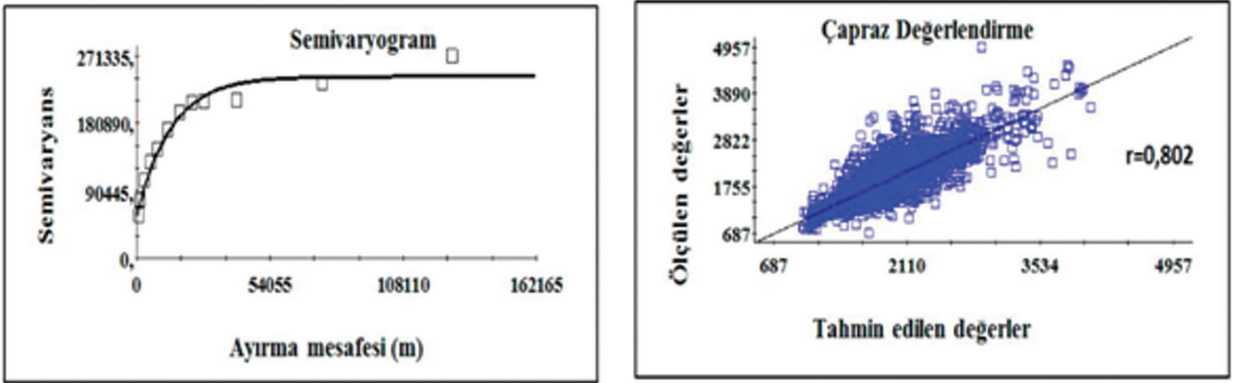 Semivaryogram
Semivaryans
271335,
180890,
90445,
0,
0 54055 108110 162165
Ayırma mesafesi (m)
Çapraz Değerlendirme
Ölçülen değerler
4957
3890
2822
1755
687
r=0,802
687 2110 3534 4957
Tahmin edilen değerler